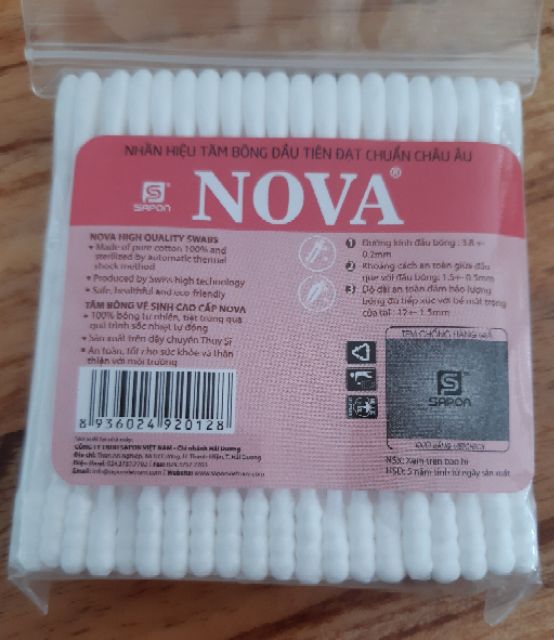 NHÃN HIỆU TĂM BÔNG ĐẦU TIÊN ĐẠT CHUẨN CHÂU ÂU
SAPON
NOVA®
NOVA HIGH QUALITY SWABS
• Made of pure cotton 100% and
sterilized by automatic thermal
shock method
• Produced by Swiss high technology
• Safe, healthful and eco-friendly
TĂM BÔNG VỆ SINH CAO CẤP NOVA
• 100% bông tự nhiên, tiệt trùng qua
quá trình sốc nhiệt tự động
• Sản xuất trên dây chuyền Thụy Sĩ
• An toàn, tốt cho sức khỏe và thân
thiện với môi trường
8 936024 920128
CÔNG TY TNHH SAPON VIỆT NAM - Chi nhánh Hải Dương
1 Đường kính đầu bông : 3.8 +-
0.2mm
2 Khoảng cách an toàn giữa đầu
que với đầu bông: 1.5+- 0.5mm
3 Độ dài an toàn đảm bảo lượng
bông đủ tiếp xúc với bề mặt trong
của tai : 12 +- 1.5mm
TEM CHỐNG HÀNG GIẢ
SAPON
NSX: Xem trên bao bì
HSD: 5 năm tính từ ngày sản xuất